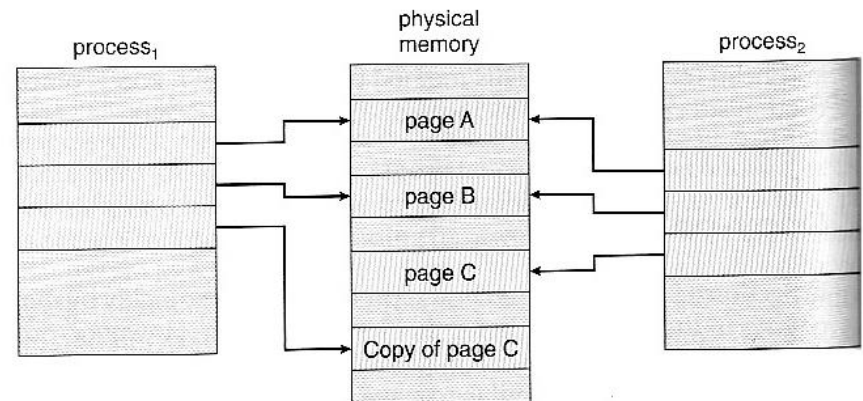 process₁
physical
memory
process₂
page A
page B
page C
Copy of page C